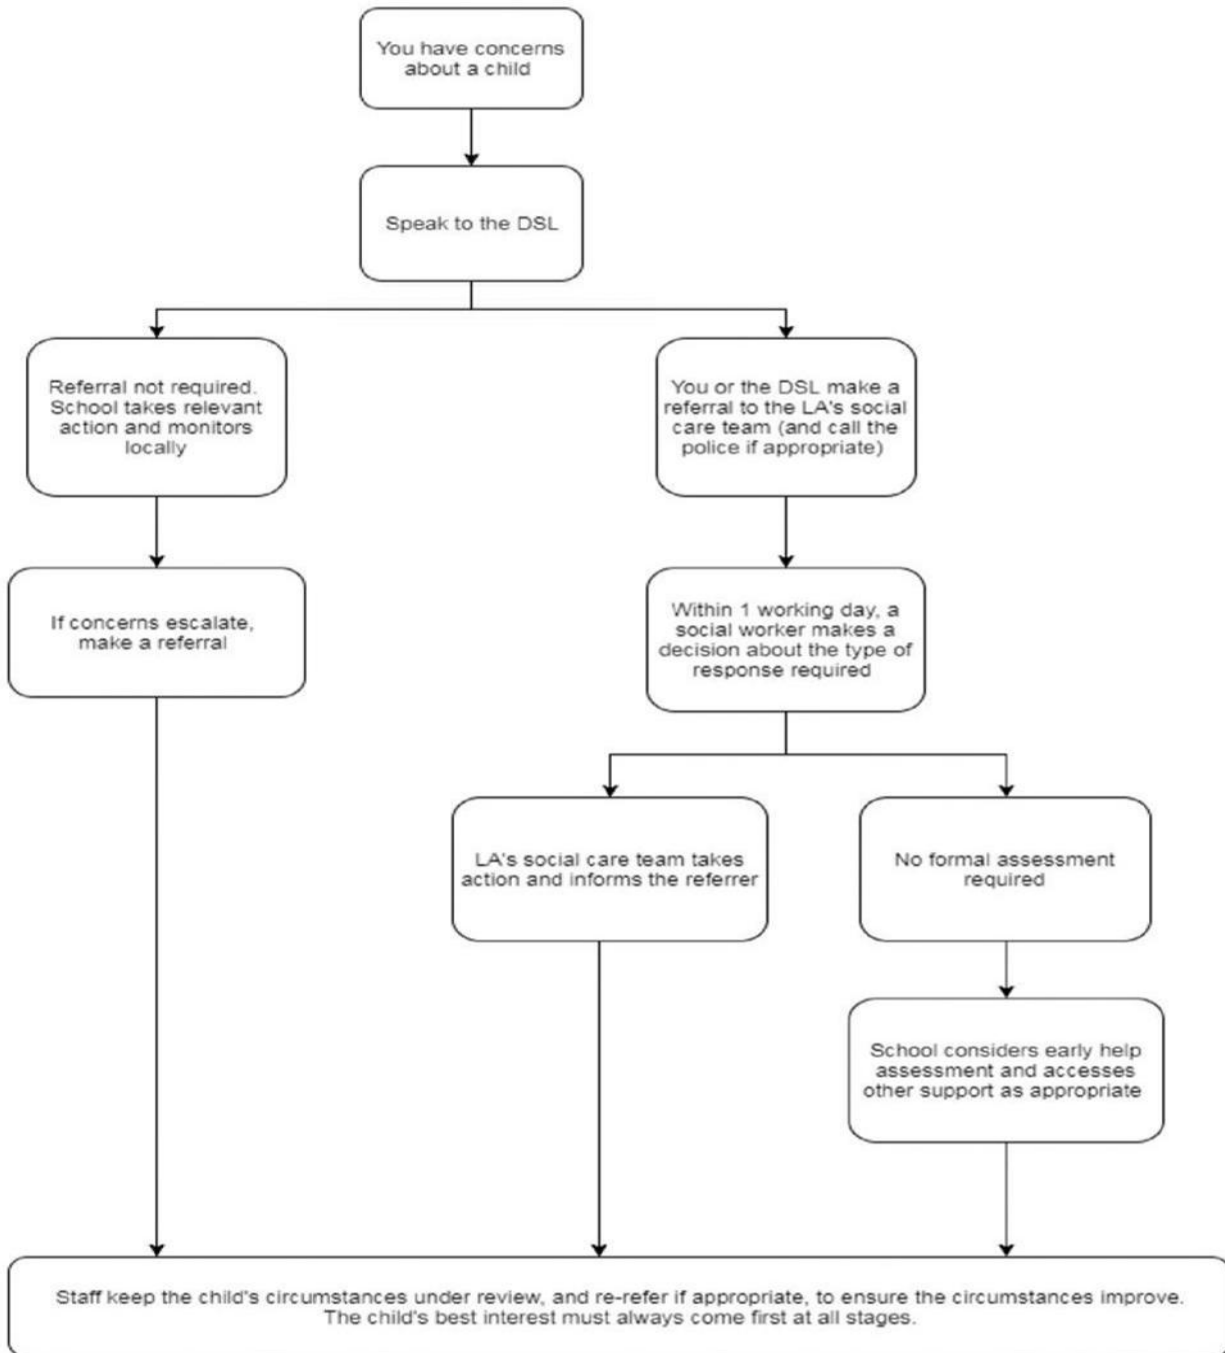 You have concerns
about a child
Speak to the DSL
Referral not required.
School takes relevant
action and monitors
locally
You or the DSL make a
referral to the LA's social
care team (and call the
police if appropriate)
If concerns escalate,
make a referral
Within 1 working day, a
social worker makes a
decision about the type of
response required
LA's social care team takes
action and informs the referrer
No formal assessment
required
School considers early help
assessment and accesses
other support as appropriate
Staff keep the child's circumstances under review, and re-refer if appropriate, to ensure the circumstances improve.
The child's best interest must always come first at all stages.